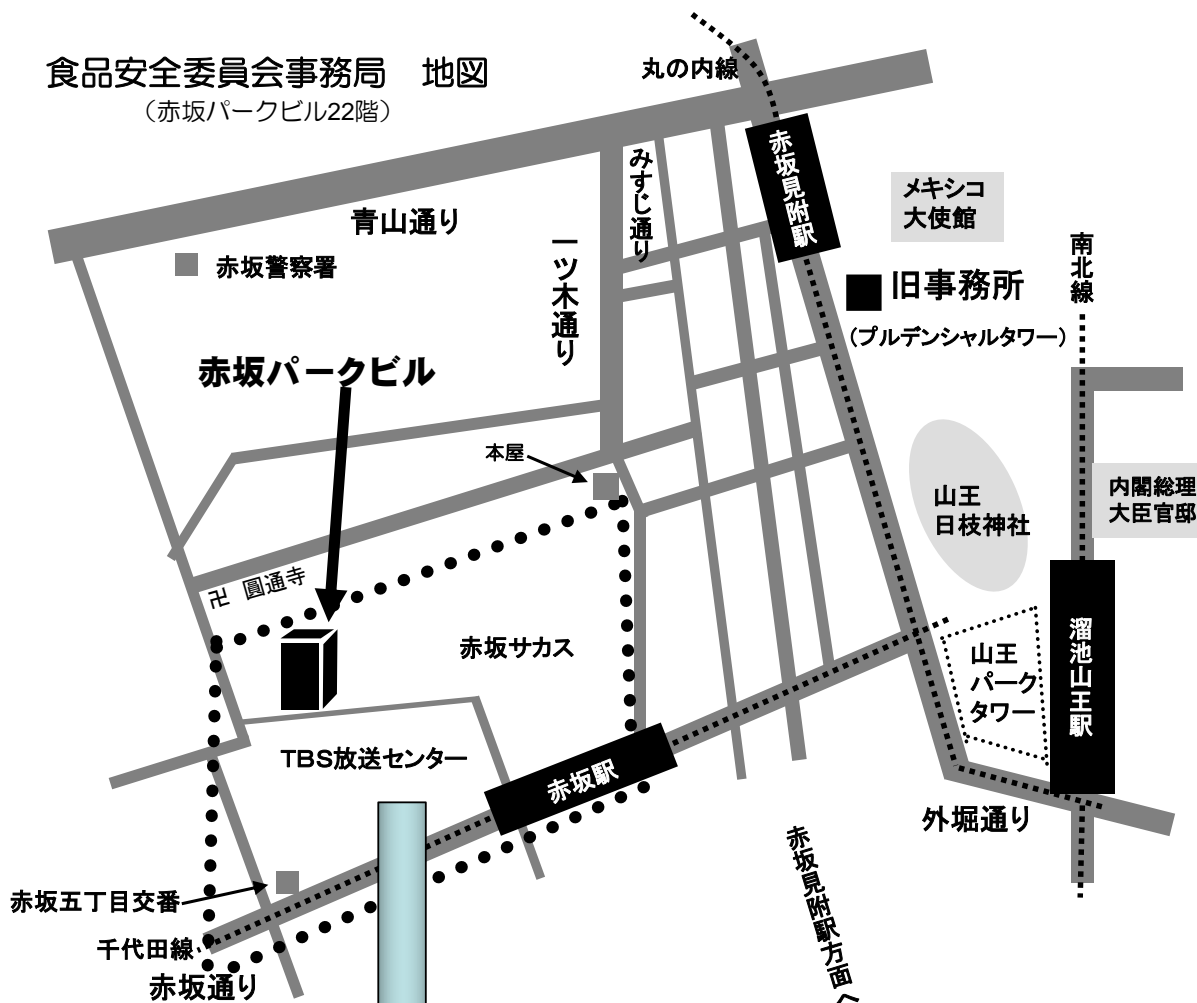 食品安全委員会事務局 地図
（赤坂パークビル22階）
丸の内線
赤坂見附駅
みすじ通り
メキシコ
大使館
青山通り
一ツ木通り
南北線
赤坂警察署
旧事務所
（プルデンシャルタワー）
赤坂パークビル
本屋
山王
日枝神社
内閣総理
大臣官邸
卍 圓通寺
赤坂サカス
溜池山王駅
山王
パーク
タワー
TBS放送センター
赤坂駅
外堀通り
赤坂見附駅方面へ
赤坂五丁目交番
千代田線
赤坂通り